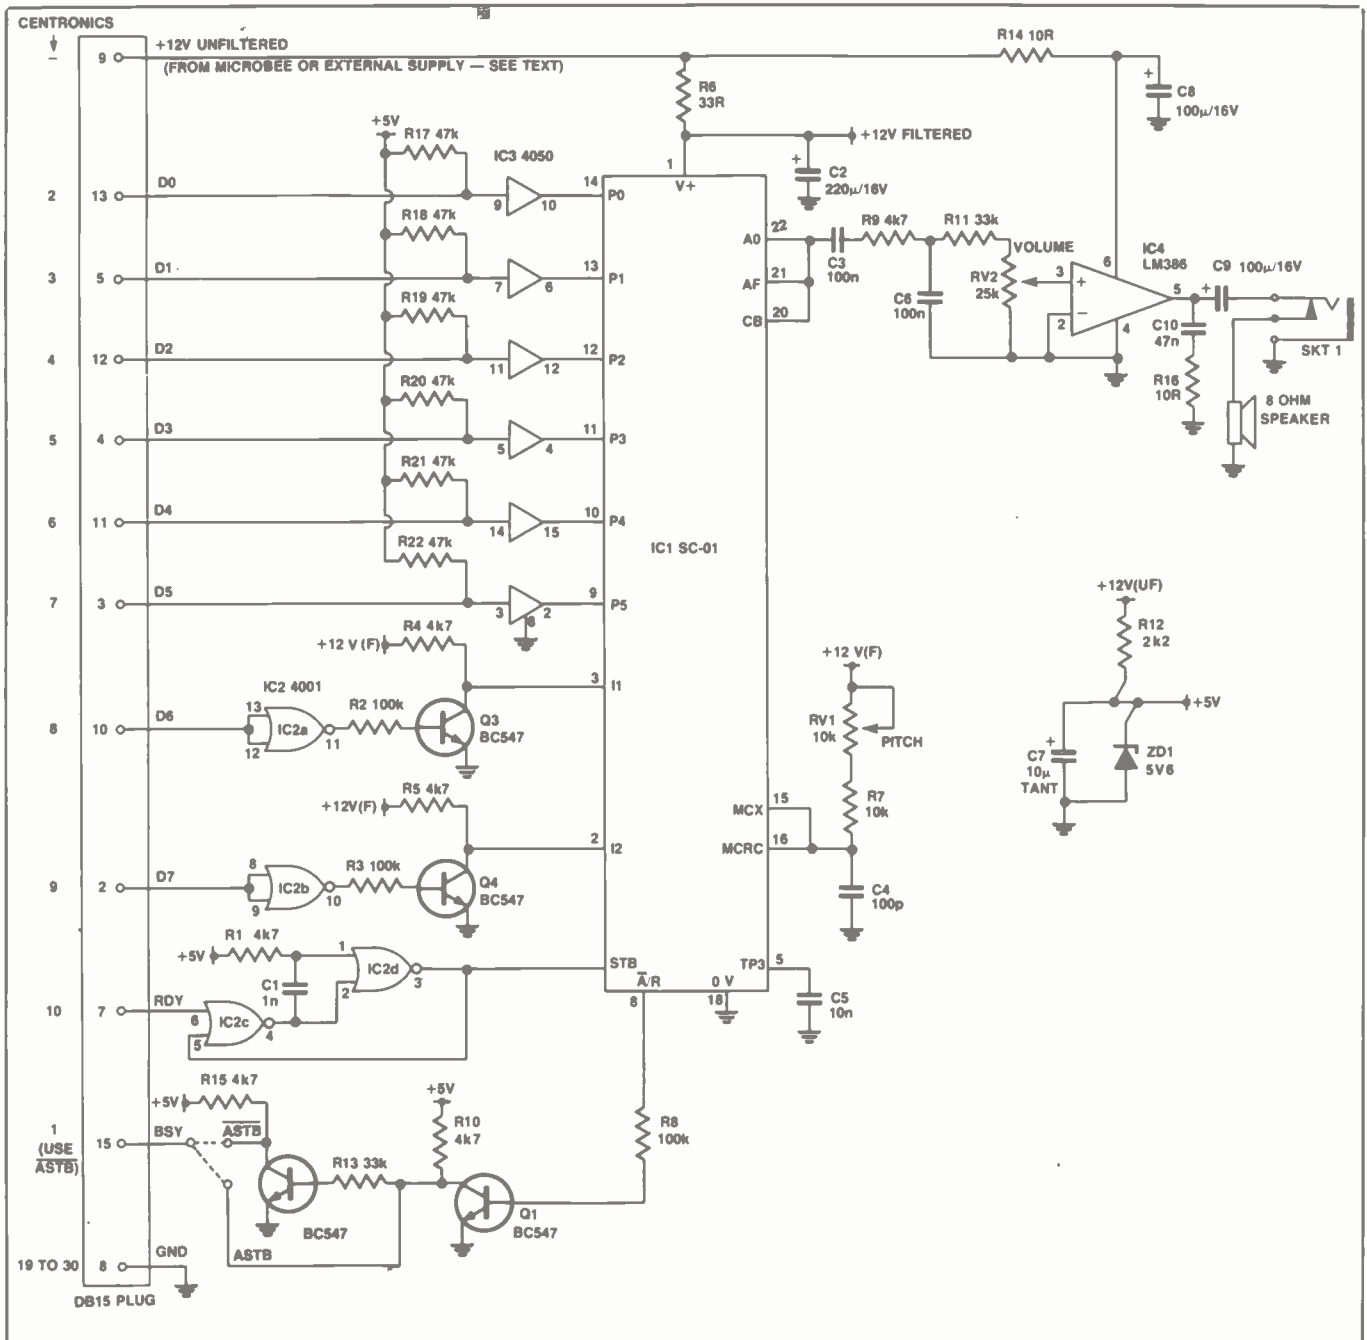 CENTRONICS
9
+12V UNFILTERED
(FROM MICROBEE OR EXTERNAL SUPPLY — SEE TEXT)
R14 10R
R6
33R
+
C8
100μ/16V
+5V
R17 47k
IC3 4050
+12V FILTERED
1
V+
+
C2
220μ/16V
2
13
D0
9
10
14
P0
R18 47k
3
5
D1
7
6
13
P1
R19 47k
4
12
D2
11
12
12
P2
R20 47k
5
4
D3
5
4
11
P3
R21 47k
6
11
D4
14
15
10
P4
R22 47k
7
3
D5
3
2
8
9
P5
A0
22
AF
21
CB
20
C3
100n
R9 4k7
R11 33k
C6
100n
VOLUME
RV2
25k
IC4
LM386
6
3
+
2
−
4
5
+
C9 100μ/16V
C10
47n
R16
10R
SKT 1
8 OHM
SPEAKER
IC1 SC-01
R4 4k7
+12 V (F)
3
I1
IC2 4001
8
10
D6
13
12
IC2a
11
R2 100k
Q3
BC547
R5 4k7
+12V(F)
2
I2
9
2
D7
8
9
IC2b
10
R3 100k
Q4
BC547
+12 V(F)
RV1
10k
PITCH
R7
10k
MCX
15
MCRC
16
C4
100p
+12V(UF)
R12
2k2
+5V
+
C7
10μ
TANT
ZD1
5V6
R1 4k7
+5V
C1
1n
1
2
IC2d
3
STB
10
7
RDY
6
5
IC2c
4
A̅/R
8
0 V
18
TP3
5
C5
10n
R15 4k7
+5V
1
(USE
A̅S̅T̅B̅)
15
BSY
A̅S̅T̅B̅
R13 33k
BC547
+5V
R10
4k7
Q1
BC547
R8
100k
ASTB
19 TO 30
8
GND
DB15 PLUG